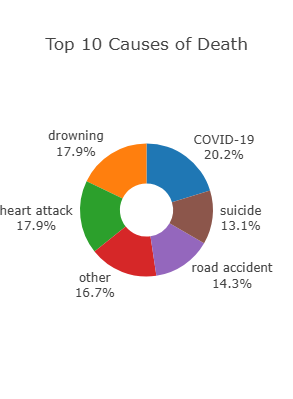 Top 10 Causes of Death
drowning
17.9%
COVID-19
20.2%
heart attack
17.9%
suicide
13.1%
other
16.7%
road accident
14.3%